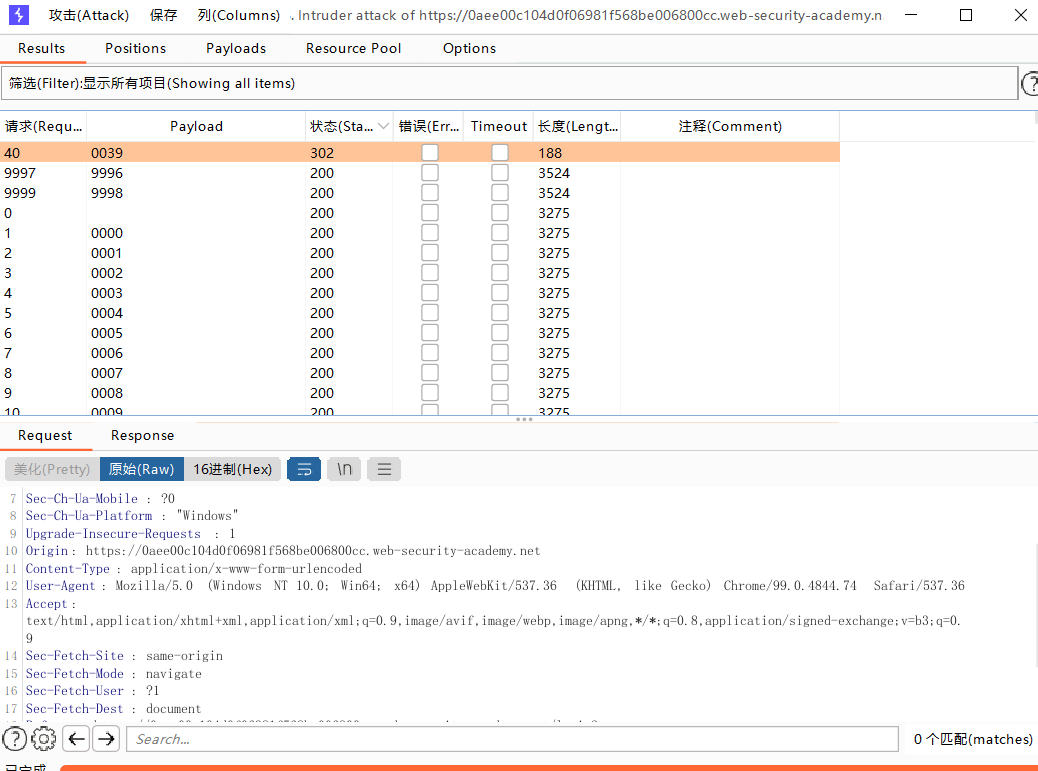 攻击(Attack) 保存 列(Columns) . Intruder attack of https://0aee00c104d0f06981f568be006800cc.web-security-academy.n
Results Positions Payloads Resource Pool Options
筛选(Filter):显示所有项目(Showing all items) ?
请求(Requ... Payload 状态(Sta... 错误(Err... Timeout 长度(Lengt... 注释(Comment)
40 0039 302 188
9997 9996 200 3524
9999 9998 200 3524
0 200 3275
1 0000 200 3275
2 0001 200 3275
3 0002 200 3275
4 0003 200 3275
5 0004 200 3275
6 0005 200 3275
7 0006 200 3275
8 0007 200 3275
9 0008 200 3275
10 0009 200 3275
Request Response
美化(Pretty) 原始(Raw) 16进制(Hex) \n
7 Sec-Ch-Ua-Mobile : ?0
8 Sec-Ch-Ua-Platform : "Windows"
9 Upgrade-Insecure-Requests : 1
10 Origin: https://0aee00c104d0f06981f568be006800cc.web-security-academy.net
11 Content-Type : application/x-www-form-urlencoded
12 User-Agent : Mozilla/5.0 (Windows NT 10.0; Win64; x64) AppleWebKit/537.36 (KHTML, like Gecko) Chrome/99.0.4844.74 Safari/537.36
13 Accept:
text/html,application/xhtml+xml,application/xml;q=0.9,image/avif,image/webp,image/apng,*/*;q=0.8,application/signed-exchange;v=b3;q=0.
9
14 Sec-Fetch-Site : same-origin
15 Sec-Fetch-Mode : navigate
16 Sec-Fetch-User : ?1
17 Sec-Fetch-Dest : document
? Search... 0 个匹配(matches)
已完成